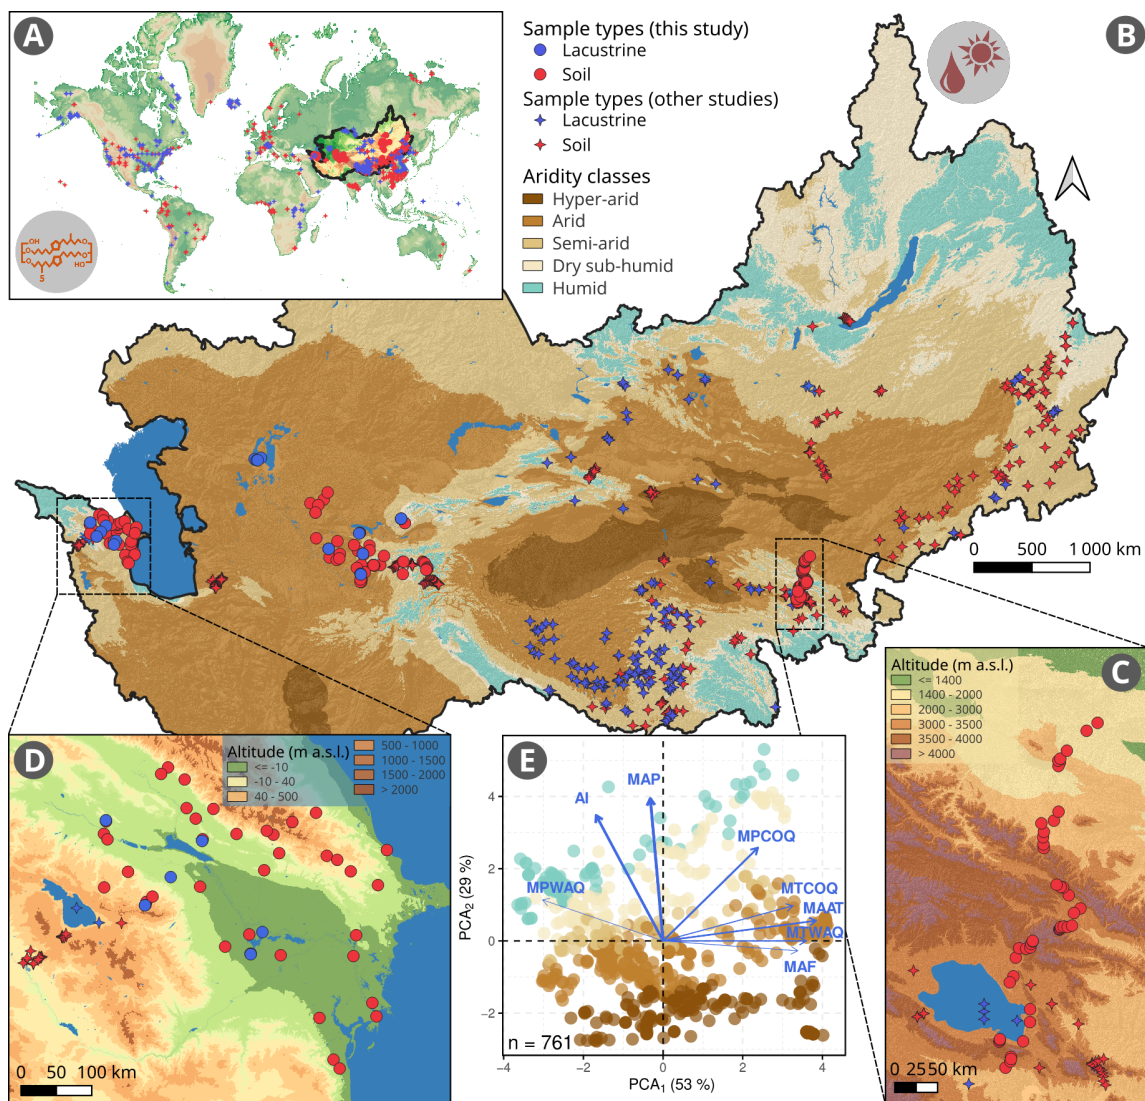 A
OH
O
O
O
O
HO
5
Sample types (this study)
Lacustrine
Soil
Sample types (other studies)
Lacustrine
Soil
Aridity classes
Hyper-arid
Arid
Semi-arid
Dry sub-humid
Humid
B
0 500 1 000 km
C
Altitude (m a.s.l.)
<= 1400
1400 - 2000
2000 - 3000
3000 - 3500
3500 - 4000
> 4000
0 2550 km
D
Altitude (m a.s.l.)
<= -10
-10 - 40
40 - 500
500 - 1000
1000 - 1500
1500 - 2000
> 2000
0 50 100 km
E
MAP
AI
MPCOQ
MPWAQ
MTCOQ
MAAT
MTWAQ
MAF
n = 761
PCA2 (29 %)
4
2
0
−2
−4 −2 0 2 4
PCA1 (53 %)